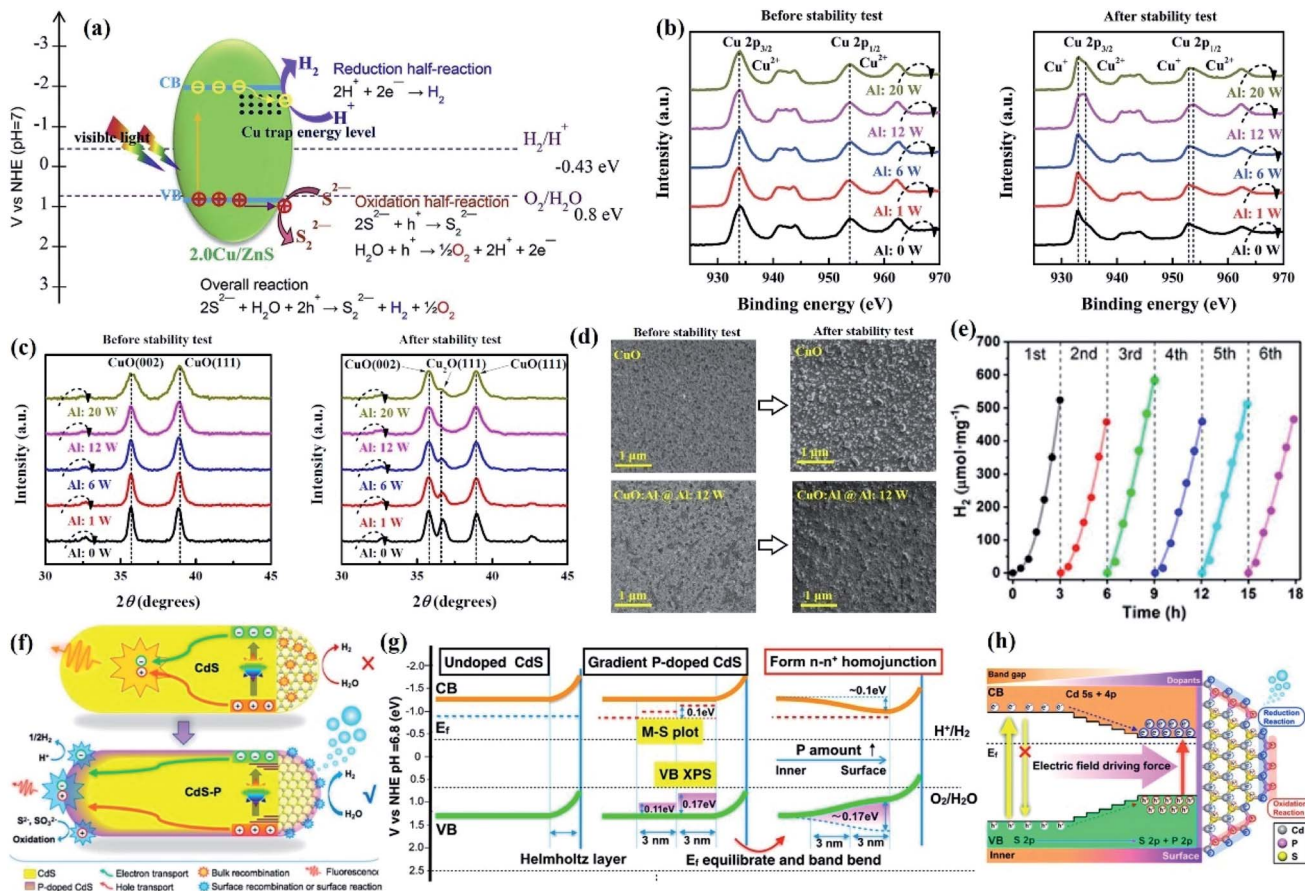 (a)
V vs NHE (pH=7)
-3
-2
-1
0
1
2
3
CB
VB
visible light
H₂
Reduction half-reaction
2H⁺ + 2e⁻ → H₂
H⁺
Cu trap energy level
H₂/H⁺
-0.43 eV
O₂/H₂O
0.8 eV
S²⁻
S₂²⁻
Oxidation half-reaction
2S²⁻ + h⁺ → S₂²⁻
H₂O + h⁺ → ½O₂ + 2H⁺ + 2e⁻
2.0Cu/ZnS
Overall reaction
2S²⁻ + H₂O + 2h⁺ → S₂²⁻ + H₂ + ½O₂
(b)
Before stability test
Intensity (a.u.)
Cu 2p3/2
Cu 2p1/2
Cu²⁺
Cu²⁺
Al: 20 W
Al: 12 W
Al: 6 W
Al: 1 W
Al: 0 W
930 940 950 960 970
Binding energy (eV)
After stability test
Intensity (a.u.)
Cu 2p3/2
Cu 2p1/2
Cu⁺ Cu²⁺ Cu⁺ Cu²⁺
Al: 20 W
Al: 12 W
Al: 6 W
Al: 1 W
Al: 0 W
930 940 950 960 970
Binding energy (eV)
(c)
Before stability test
Intensity (a.u.)
CuO(002) CuO(111)
Al: 20 W
Al: 12 W
Al: 6 W
Al: 1 W
Al: 0 W
30 35 40 45
2θ (degrees)
After stability test
Intensity (a.u.)
CuO(002) Cu₂O(111) CuO(111)
Al: 20 W
Al: 12 W
Al: 6 W
Al: 1 W
Al: 0 W
30 35 40 45
2θ (degrees)
(d)
Before stability test
After stability test
CuO
1 µm
CuO
1 µm
CuO:Al @ Al: 12 W
1 µm
CuO:Al @ Al: 12 W
1 µm
(e)
H₂ (µmol·mg⁻¹)
700
600
500
400
300
200
100
0
1st 2nd 3rd 4th 5th 6th
0 3 6 9 12 15 18
Time (h)
(f)
CdS
H₂
H₂O
1/2H₂
H⁺
CdS-P
S²⁻, SO₃²⁻
Oxidation
H₂
H₂O
CdS
P-doped CdS
Electron transport
Hole transport
Bulk recombination
Surface recombination or surface reaction
Fluorescence
(g)
V vs NHE pH =6.8 (eV)
-2.0
-1.5
-1.0
-0.5
0.0
0.5
1.0
1.5
2.5
Undoped CdS
Gradient P-doped CdS
Form n-n⁺ homojunction
CB
Ef
VB
0.1eV
M-S plot
VB XPS
0.11eV
0.17eV
3 nm 3 nm
Helmholtz layer
~0.1eV
H⁺/H₂
P amount ↑
Inner Surface
O₂/H₂O
~0.17eV
3 nm 3 nm
Ef equilibrate and band bend
(h)
Band gap
Dopants
CB
Cd 5s + 4p
Ef
Electric field driving force
VB
S 2p
S 2p + P 2p
Inner
Surface
Reduction
Reaction
Oxidation
Reaction
Cd
P
S